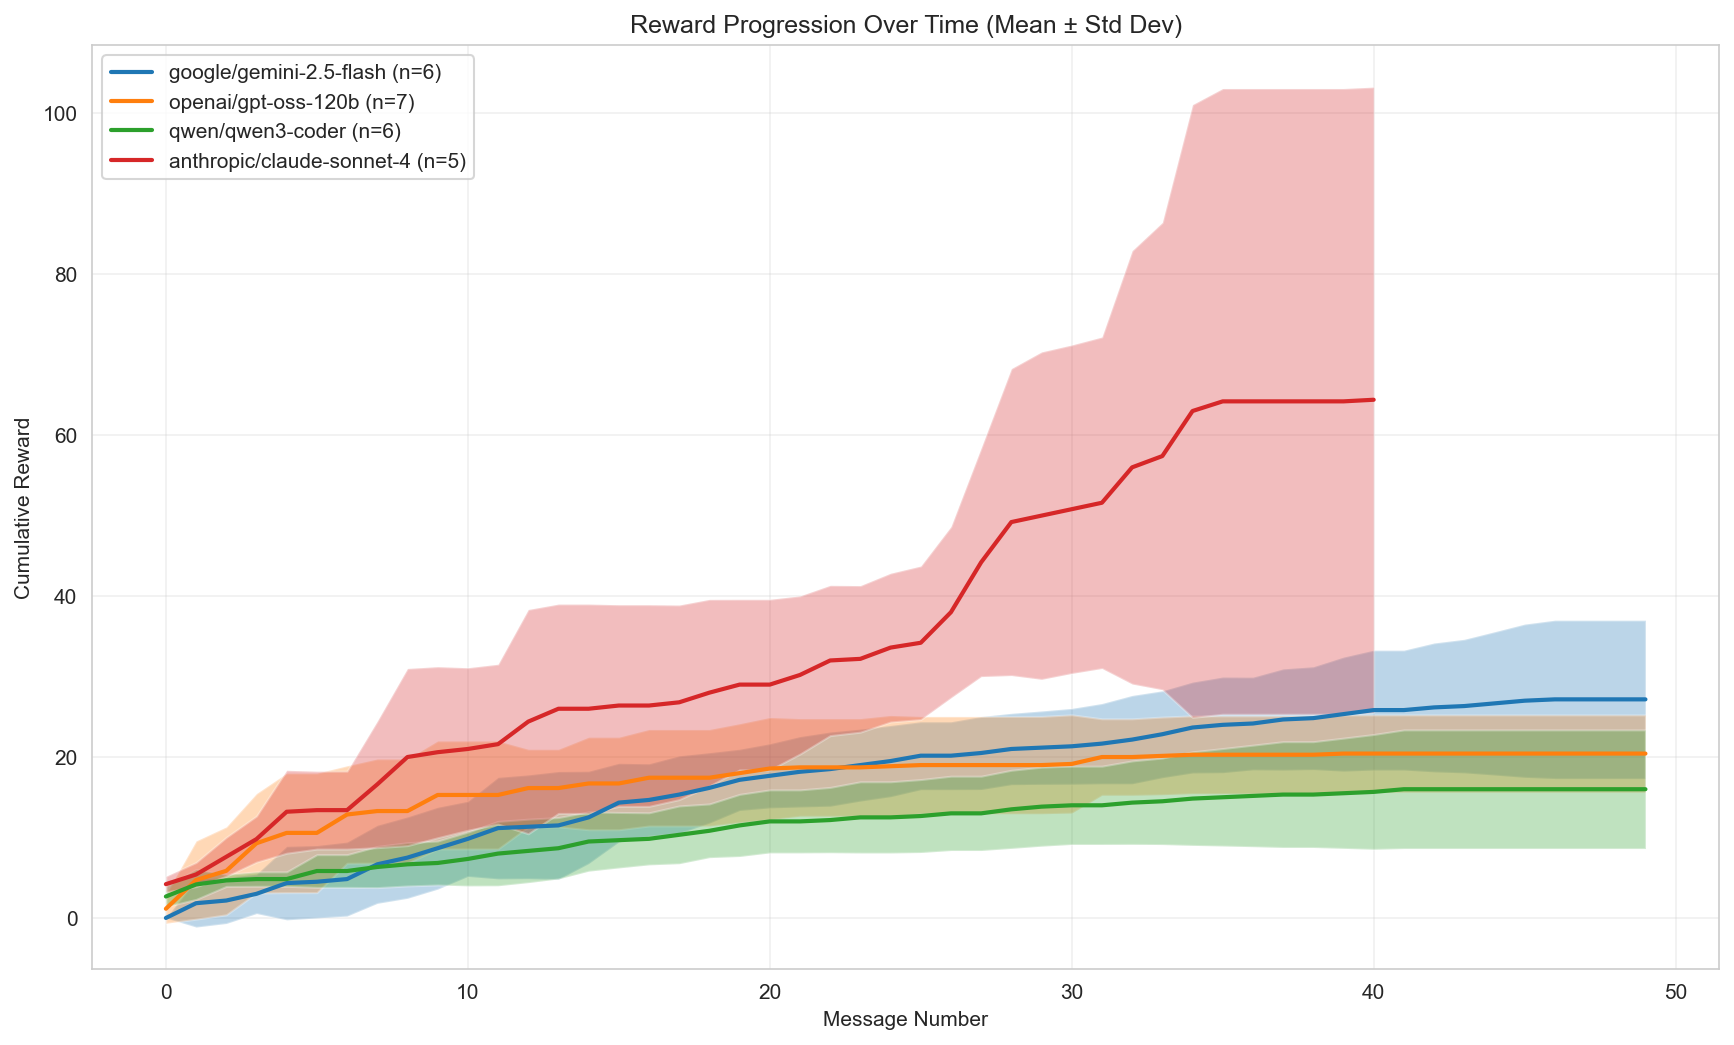 Reward Progression Over Time (Mean ± Std Dev)
google/gemini-2.5-flash (n=6)
openai/gpt-oss-120b (n=7)
qwen/qwen3-coder (n=6)
anthropic/claude-sonnet-4 (n=5)
100
80
60
40
20
0
Cumulative Reward
0 10 20 30 40 50
Message Number